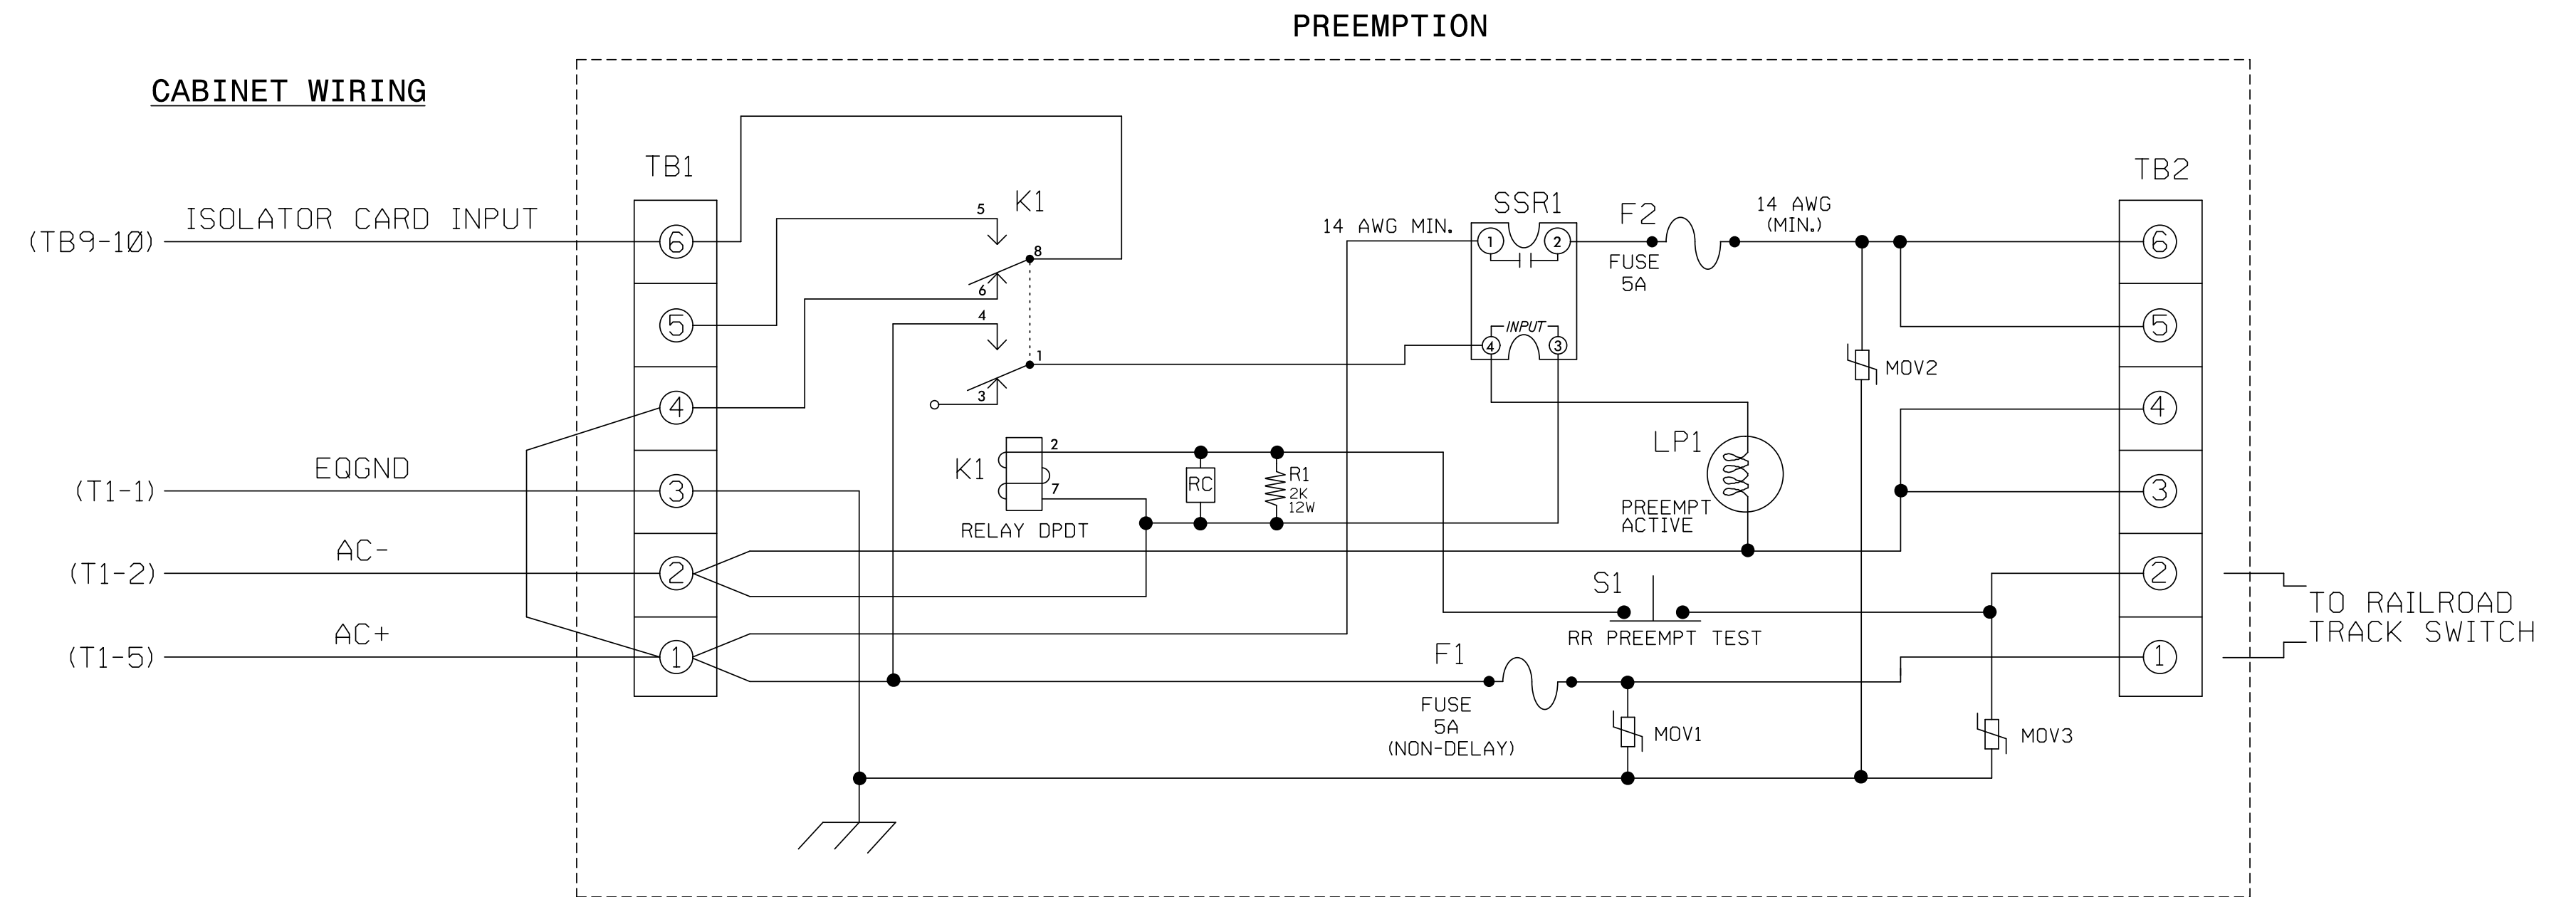 PREEMPTION
CABINET WIRING
TB1
TB2
(TB9-10)
ISOLATOR CARD INPUT
(T1-1)
EQGND
(T1-2)
AC-
(T1-5)
AC+
6
5
4
3
2
1
5
K1
8
6
4
1
3
K1
2
7
RELAY DPDT
RC
R1
2K
12W
14 AWG MIN.
SSR1
1
2
INPUT
4
3
F2
FUSE
5A
14 AWG
(MIN.)
MOV2
LP1
PREEMPT
ACTIVE
S1
RR PREEMPT TEST
F1
FUSE
5A
(NON-DELAY)
MOV1
MOV3
6
5
4
3
2
1
TO RAILROAD
TRACK SWITCH